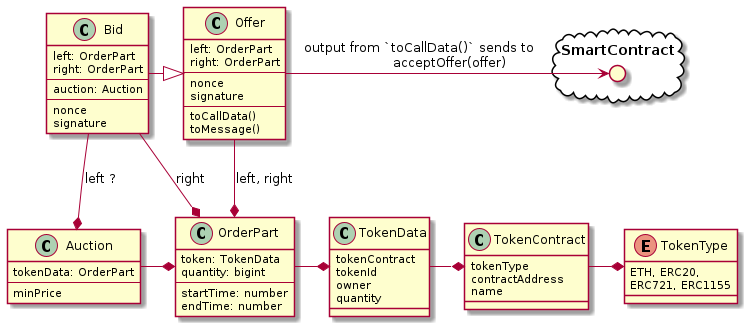 C Bid
left: OrderPart
right: OrderPart
auction: Auction
nonce
signature
C Offer
left: OrderPart
right: OrderPart
nonce
signature
toCallData()
toMessage()
output from `toCallData()` sends to
acceptOffer(offer)
SmartContract
left ?
right
left, right
C Auction
tokenData: OrderPart
minPrice
C OrderPart
token: TokenData
quantity: bigint
startTime: number
endTime: number
C TokenData
tokenContract
tokenId
owner
quantity
C TokenContract
tokenType
contractAddress
name
E TokenType
ETH, ERC20,
ERC721, ERC1155